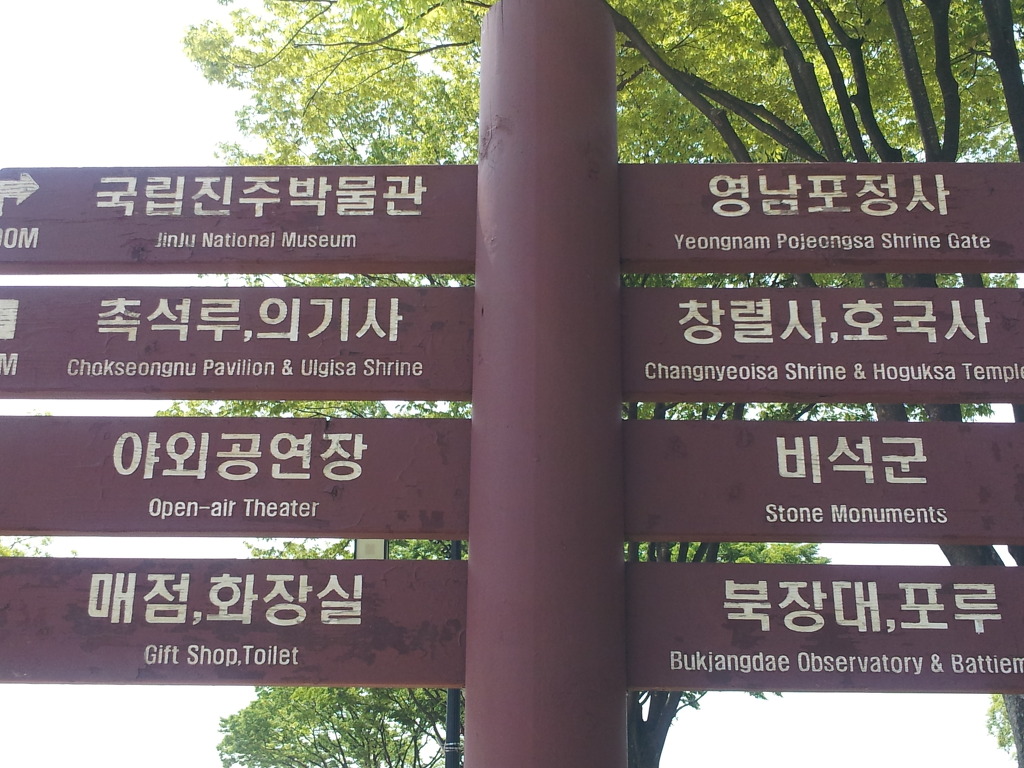 국립진주박물관
Jinju National Museum
촉석루,의기사
Chokseongnu Pavilion & Uigisa Shrine
야외공연장
Open-air Theater
매점,화장실
Gift Shop,Toilet
영남포정사
Yeongnam Pojeongsa Shrine Gate
창렬사,호국사
Changnyeolsa Shrine & Hoguksa Temple
비석군
Stone Monuments
북장대,포루
Bukjangdae Observatory &